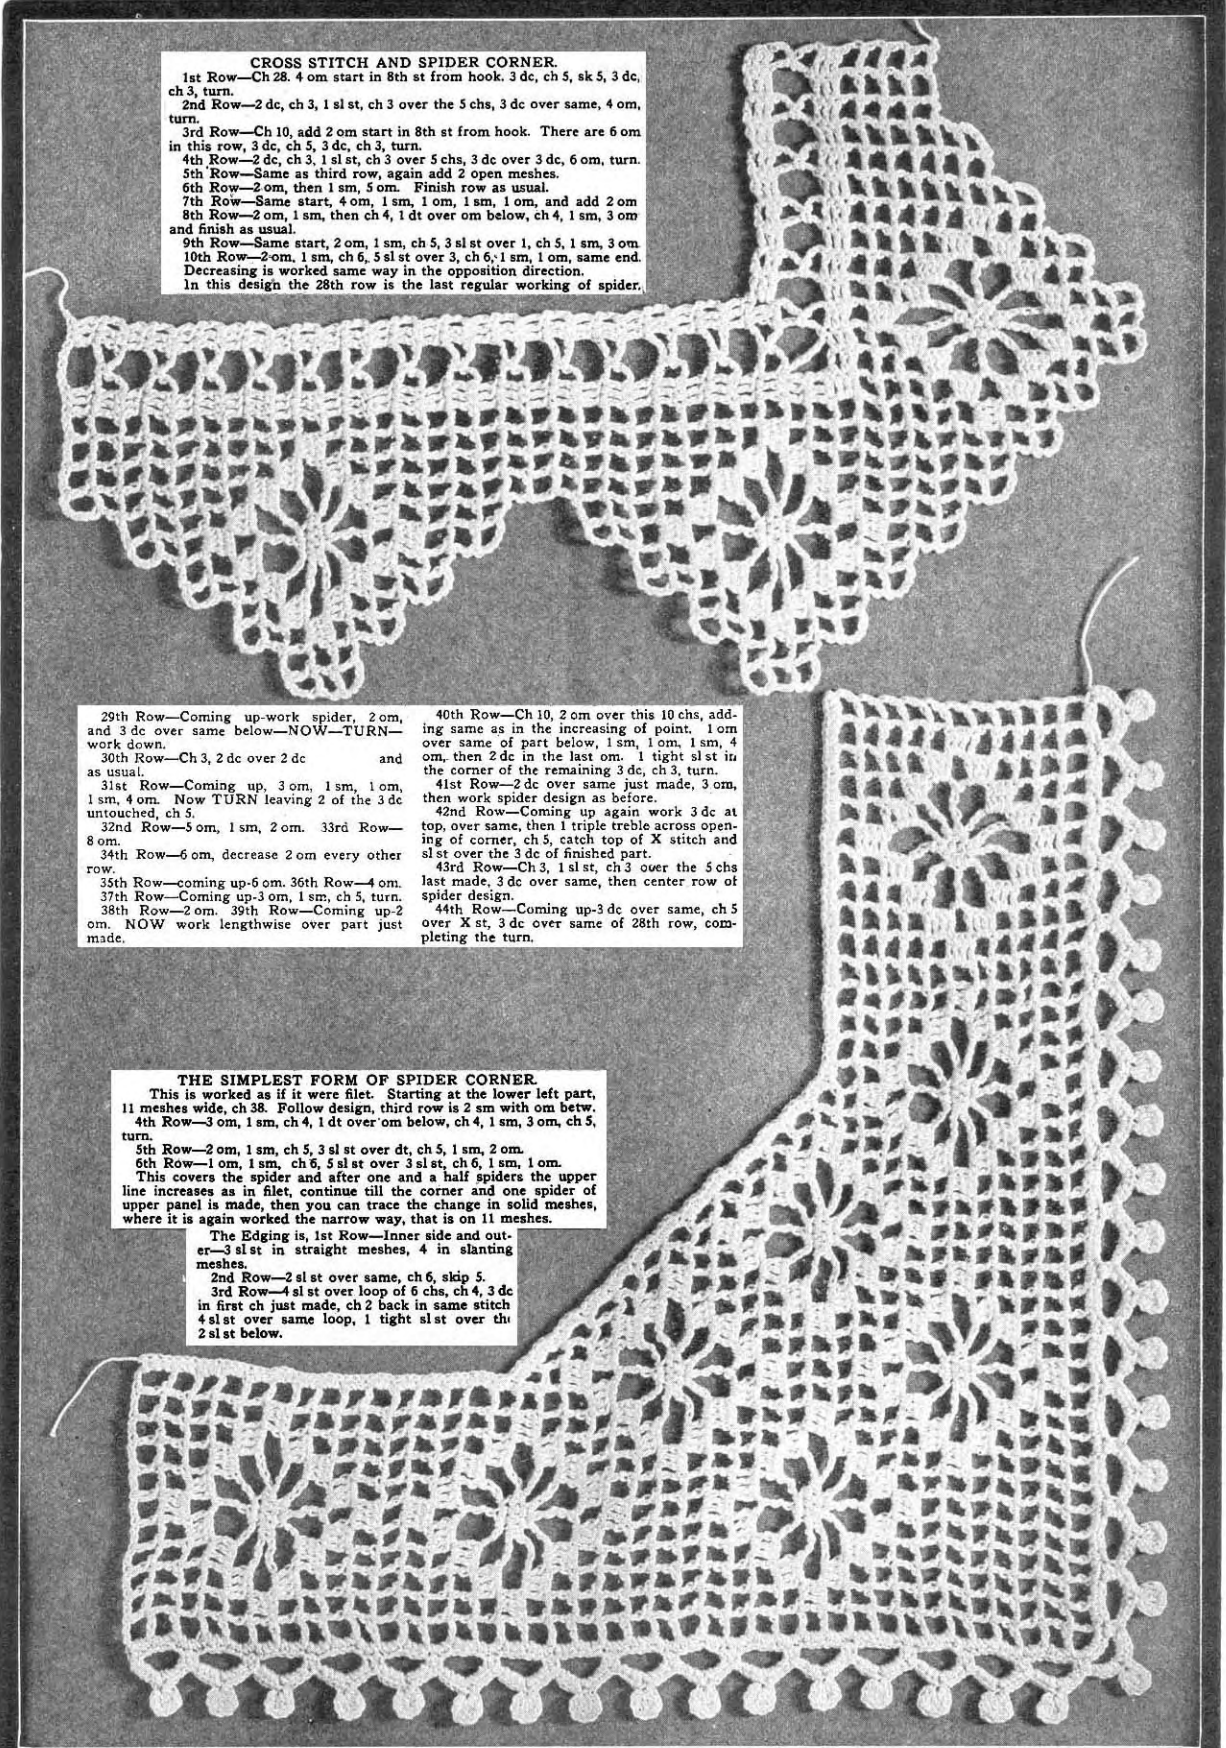 CROSS STITCH AND SPIDER CORNER.
1st Row—Ch 28. 4 om start in 8th st from hook. 3 dc, ch 5, sk 5, 3 dc,
ch 3, turn.
2nd Row—2 dc, ch 3, 1 sl st, ch 3 over the 5 chs, 3 dc over same, 4 om,
turn.
3rd Row—Ch 10, add 2 om start in 8th st from hook. There are 6 om
in this row, 3 dc, ch 5, 3 dc, ch 3, turn.
4th Row—2 dc, ch 3, 1 sl st, ch 3 over 5 chs, 3 dc over 3 dc, 6 om, turn.
5th Row—Same as third row, again add 2 open meshes.
6th Row—2 om, then 1 sm, 5 om. Finish row as usual.
7th Row—Same start, 4 om, 1 sm, 1 om, 1 sm, 1 om, and add 2 om
8th Row—2 om, 1 sm, then ch 4, 1 dt over om below, ch 4, 1 sm, 3 om
and finish as usual.
9th Row—Same start, 2 om, 1 sm, ch 5, 3 sl st over 1, ch 5, 1 sm, 3 om
10th Row—2 om, 1 sm, ch 6, 5 sl st over 3, ch 6, 1 sm, 1 om, same end.
Decreasing is worked same way in the opposition direction.
In this design the 28th row is the last regular working of spider.
29th Row—Coming up-work spider, 2 om,
and 3 dc over same below—NOW—TURN—
work down.
30th Row—Ch 3, 2 dc over 2 dc and
as usual.
31st Row—Coming up, 3 om, 1 sm, 1 om,
1 sm, 4 om. Now TURN leaving 2 of the 3 dc
untouched, ch 5.
32nd Row—5 om, 1 sm, 2 om. 33rd Row—
8 om.
34th Row—6 om, decrease 2 om every other
row.
35th Row—coming up-6 om. 36th Row—4 om.
37th Row—Coming up-3 om, 1 sm, ch 5, turn.
38th Row—2 om. 39th Row—Coming up-2
om. NOW work lengthwise over part just
made.
40th Row—Ch 10, 2 om over this 10 chs, add-
ing same as in the increasing of point. 1 om
over same of part below, 1 sm, 1 om, 1 sm, 4
om, then 2 dc in the last om. 1 tight sl st in
the corner of the remaining 3 dc, ch 3, turn.
41st Row—2 dc over same just made, 3 om,
then work spider design as before.
42nd Row—Coming up again work 3 dc at
top, over same, then 1 triple treble across open-
ing of corner, ch 5, catch top of X stitch and
sl st over the 3 dc of finished part.
43rd Row—Ch 3, 1 sl st, ch 3 over the 5 chs
last made, 3 dc over same, then center row of
spider design.
44th Row—Coming up-3 dc over same, ch 5
over X st, 3 dc over same of 28th row, com-
pleting the turn.
THE SIMPLEST FORM OF SPIDER CORNER.
This is worked as if it were filet. Starting at the lower left part,
11 meshes wide, ch 38. Follow design, third row is 2 sm with om betw.
4th Row—3 om, 1 sm, ch 4, 1 dt over om below, ch 4, 1 sm, 3 om, ch 5,
turn.
5th Row—2 om, 1 sm, ch 5, 3 sl st over dt, ch 5, 1 sm, 2 om.
6th Row—1 om, 1 sm, ch 6, 5 sl st over 3 sl st, ch 6, 1 sm, 1 om.
This covers the spider and after one and a half spiders the upper
line increases as in filet, continue till the corner and one spider of
upper panel is made, then you can trace the change in solid meshes,
where it is again worked the narrow way, that is on 11 meshes.
The Edging is, 1st Row—Inner side and out-
er—3 sl st in straight meshes, 4 in slanting
meshes.
2nd Row—2 sl st over same, ch 6, skip 5.
3rd Row—4 sl st over loop of 6 chs, ch 4, 3 dc
in first ch just made, ch 2 back in same stitch
4 sl st over same loop, 1 tight sl st over the
2 sl st below.